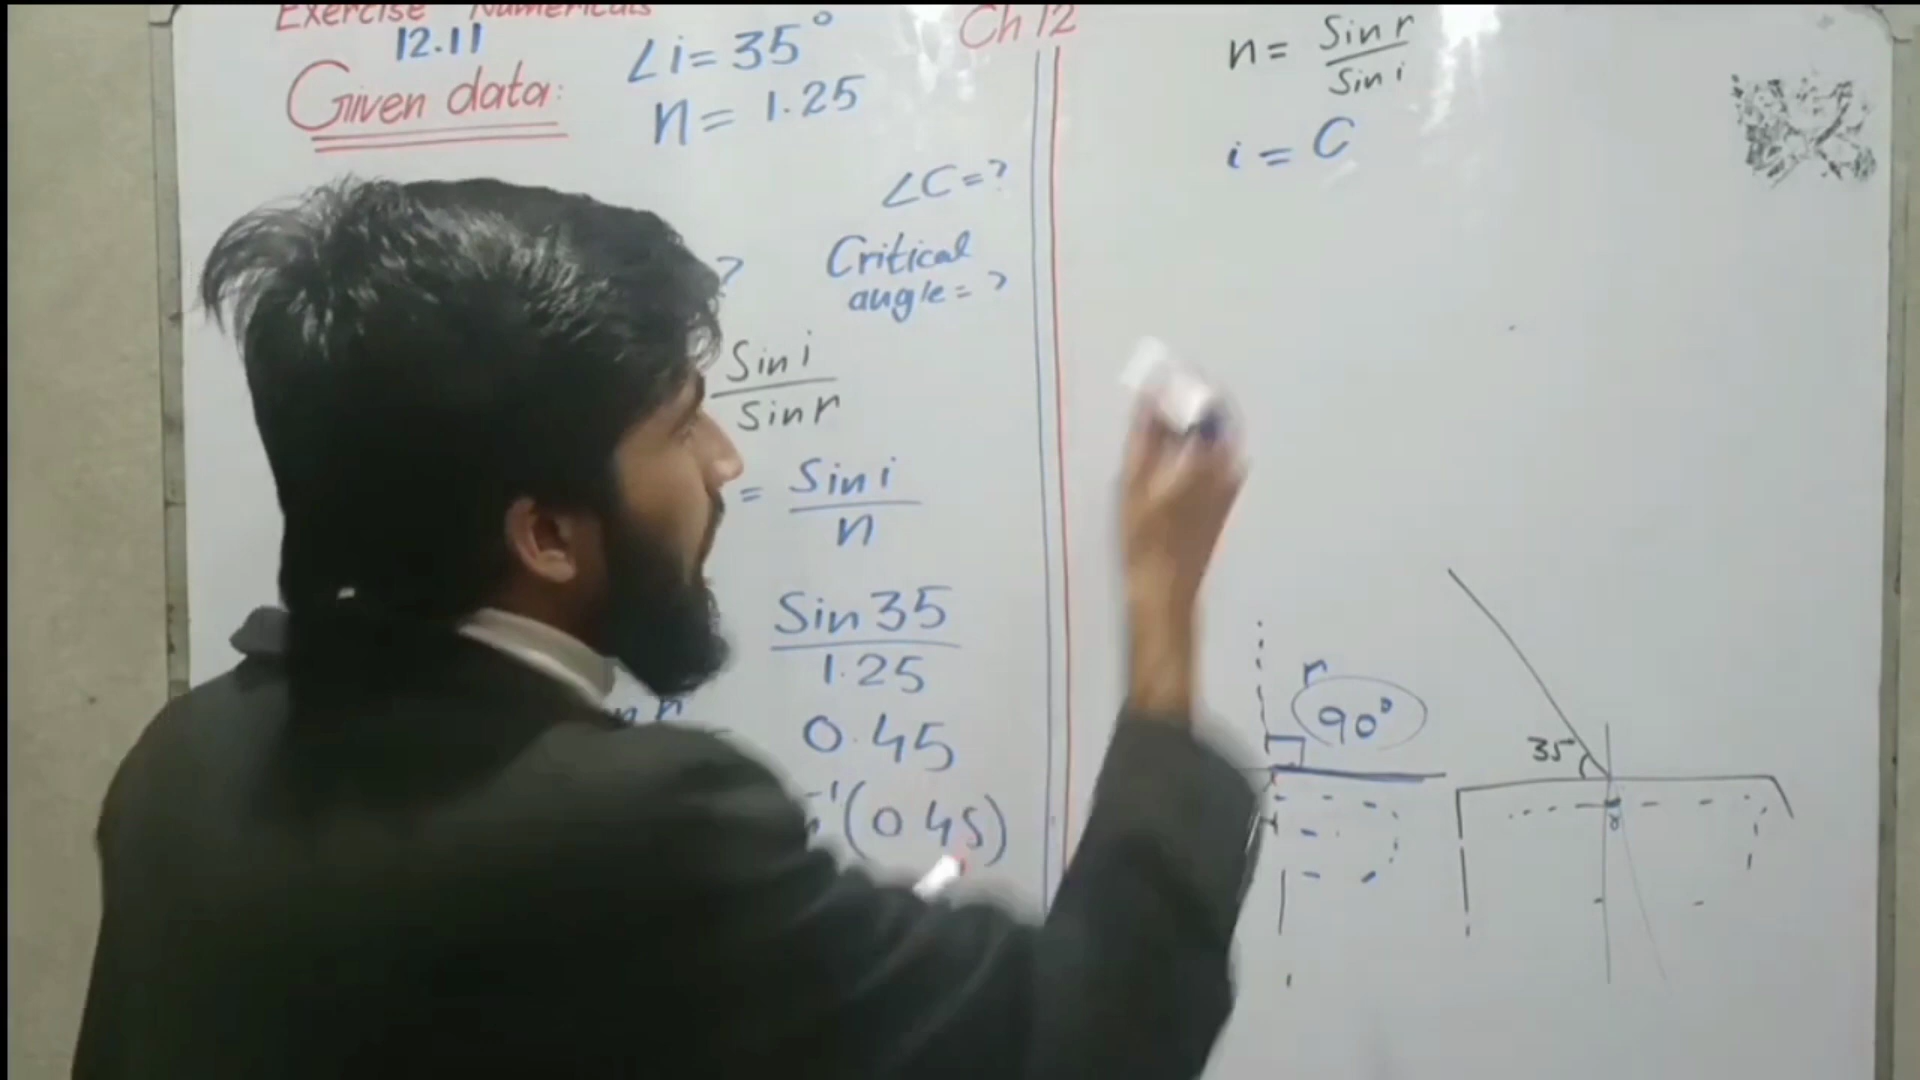 Exercise Numericals
12.11
Given data:
∠i = 35°
n = 1.25
∠C = ?
?
Critical
angle = ?
Sin i
Sin r
= Sin i
n
Sin 35
1.25
0.45
(0.45)
Ch 12
n = Sin r
Sin i
i = C
r
90°
35